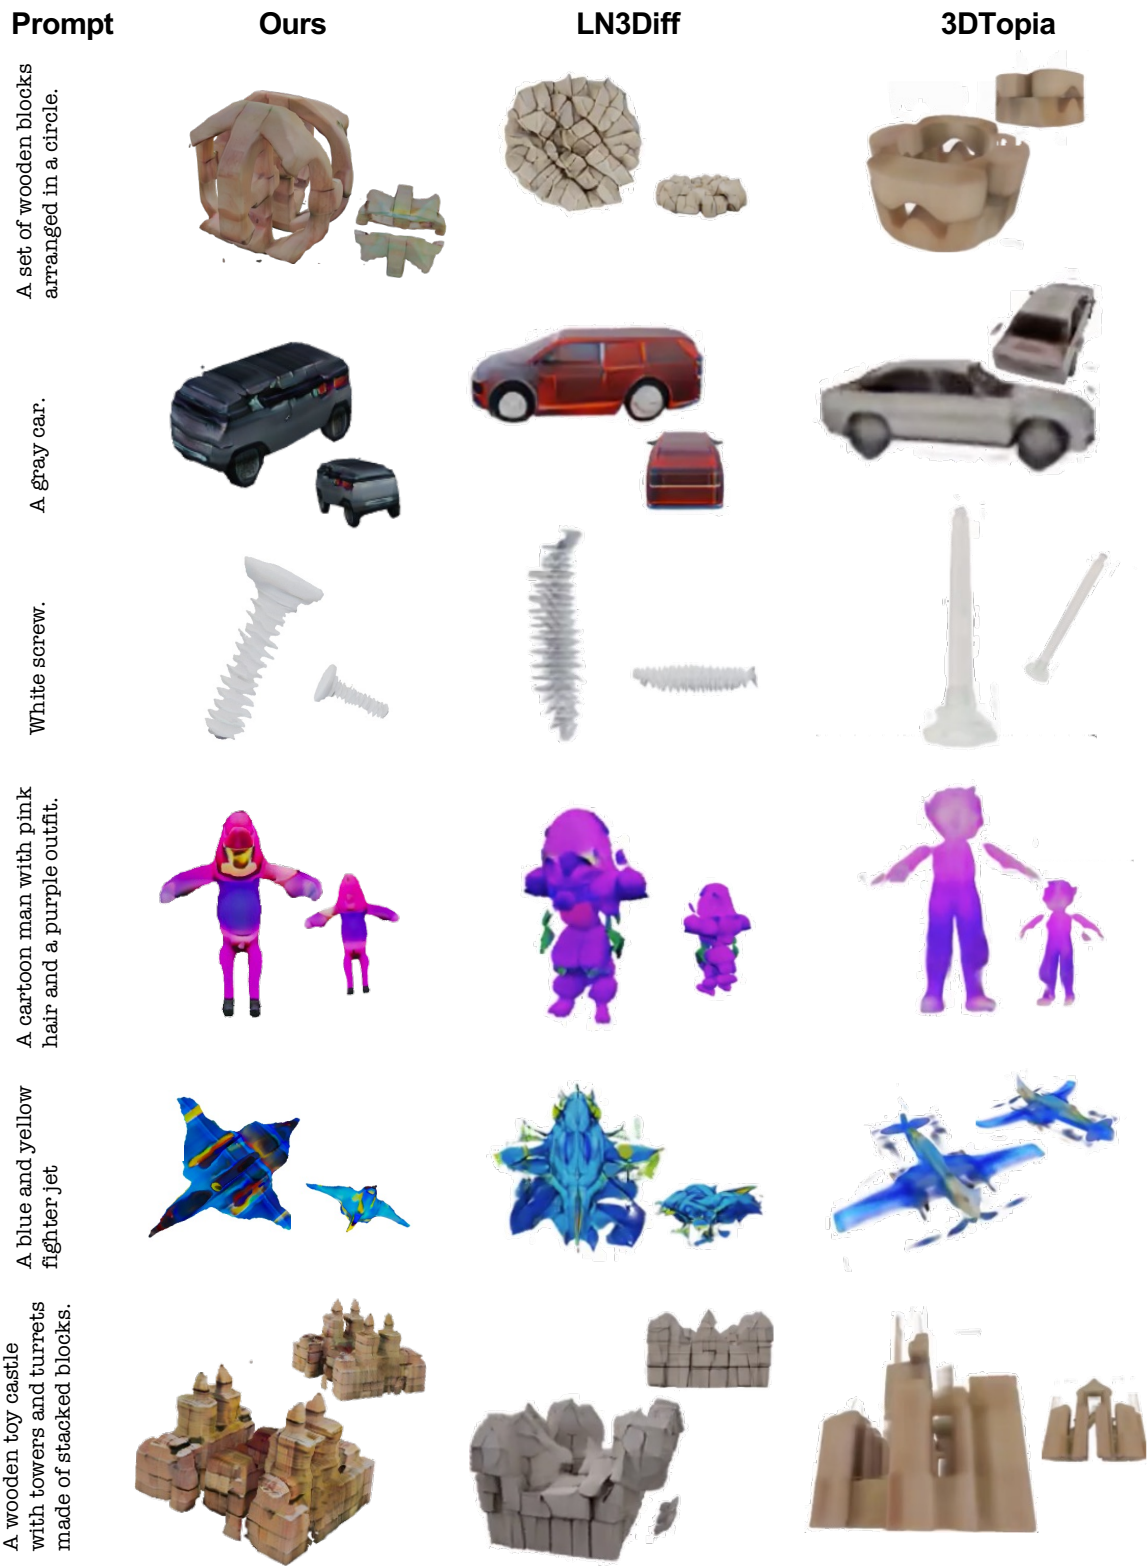 Prompt Ours LN3Diff 3DTopia
A set of wooden blocks
arranged in a circle.
A gray car.
White screw.
A cartoon man with pink
hair and a purple outfit.
A blue and yellow
fighter jet
A wooden toy castle
with towers and turrets
made of stacked blocks.